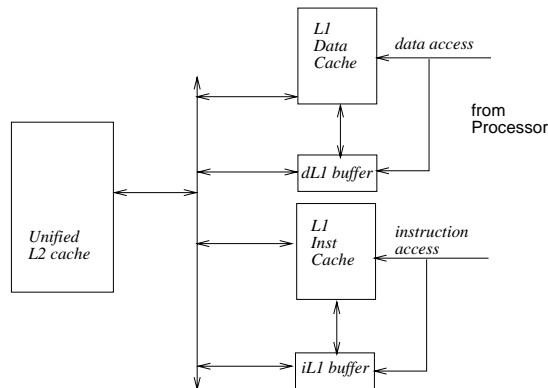 L1
Data
Cache
data access
from
Processor
dL1 buffer
Unified
L2 cache
L1
Inst
Cache
instruction
access
iL1 buffer